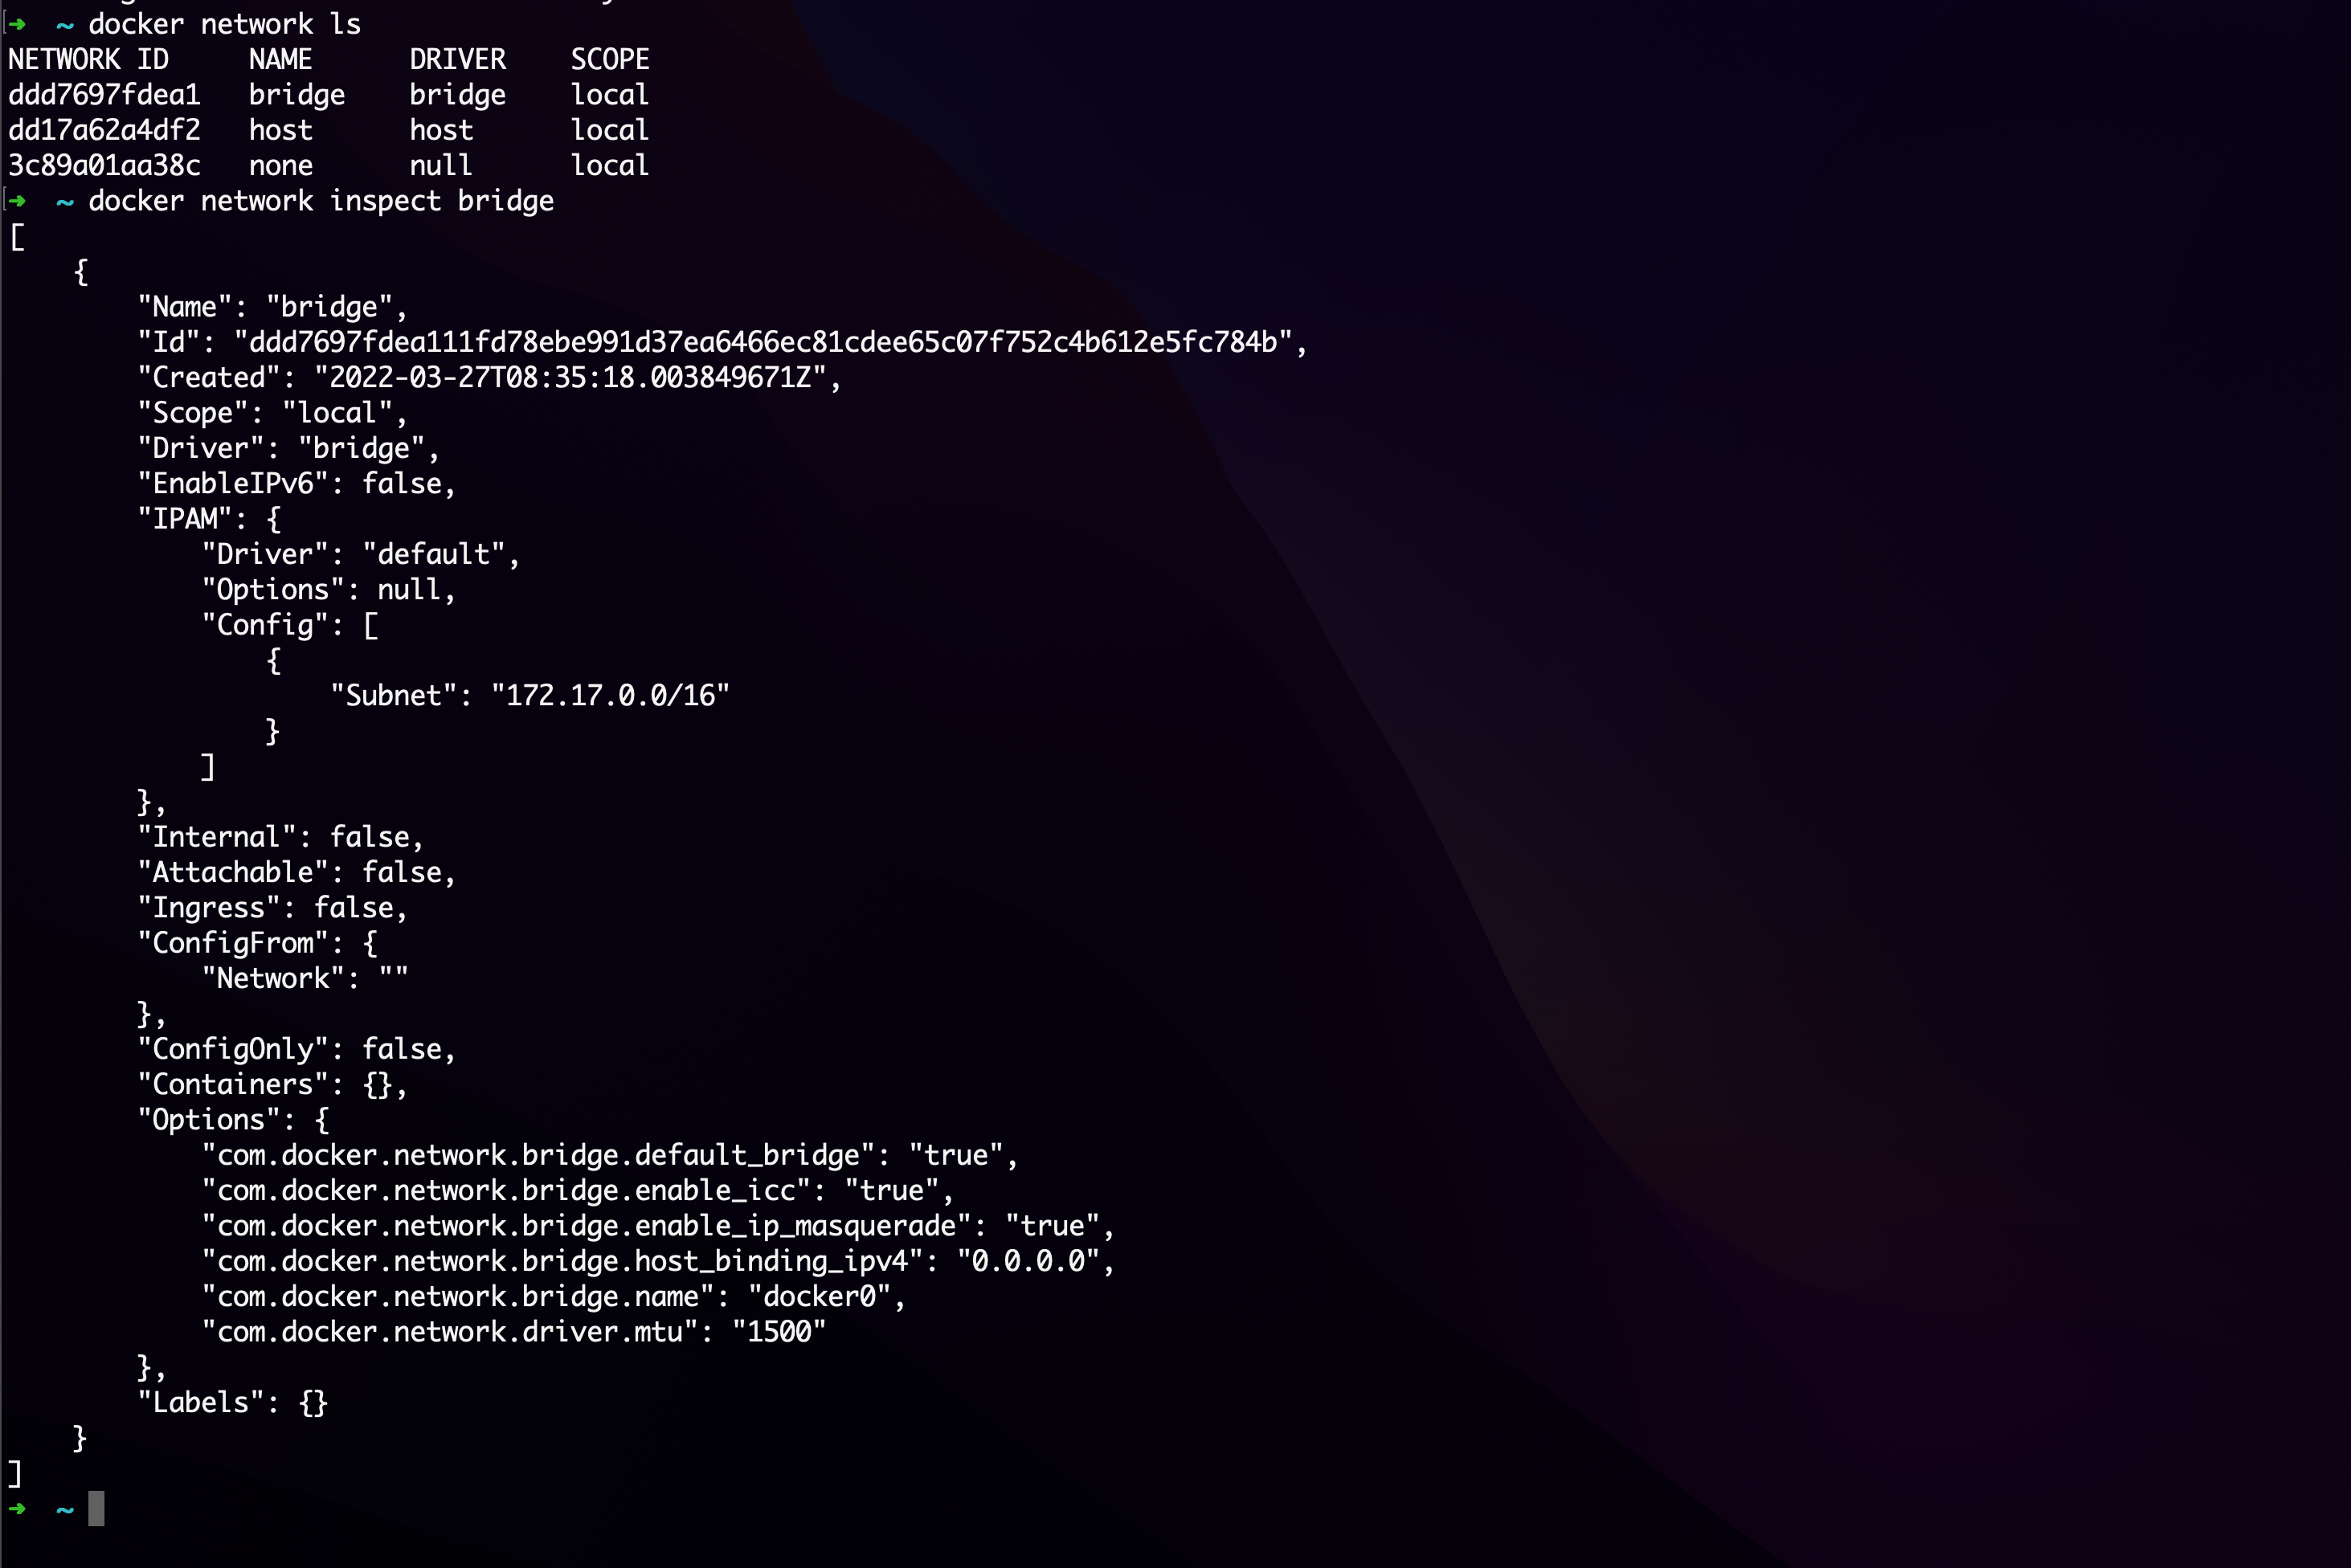 ➜  ~ docker network ls
NETWORK ID     NAME      DRIVER    SCOPE
ddd7697fdea1   bridge    bridge    local
dd17a62a4df2   host      host      local
3c89a01aa38c   none      null      local
➜  ~ docker network inspect bridge
[
    {
        "Name": "bridge",
        "Id": "ddd7697fdea111fd78ebe991d37ea6466ec81cdee65c07f752c4b612e5fc784b",
        "Created": "2022-03-27T08:35:18.003849671Z",
        "Scope": "local",
        "Driver": "bridge",
        "EnableIPv6": false,
        "IPAM": {
            "Driver": "default",
            "Options": null,
            "Config": [
                {
                    "Subnet": "172.17.0.0/16"
                }
            ]
        },
        "Internal": false,
        "Attachable": false,
        "Ingress": false,
        "ConfigFrom": {
            "Network": ""
        },
        "ConfigOnly": false,
        "Containers": {},
        "Options": {
            "com.docker.network.bridge.default_bridge": "true",
            "com.docker.network.bridge.enable_icc": "true",
            "com.docker.network.bridge.enable_ip_masquerade": "true",
            "com.docker.network.bridge.host_binding_ipv4": "0.0.0.0",
            "com.docker.network.bridge.name": "docker0",
            "com.docker.network.driver.mtu": "1500"
        },
        "Labels": {}
    }
]
➜  ~